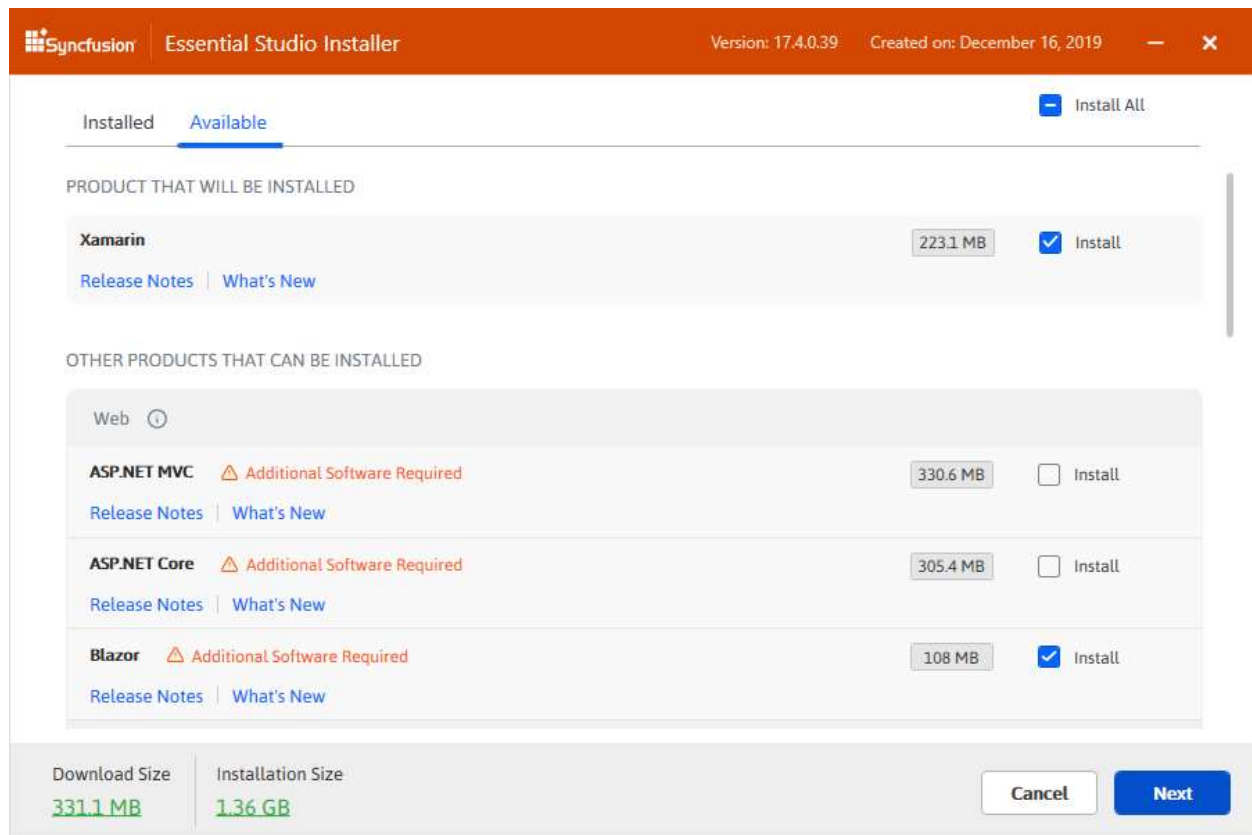 Syncfusion Essential Studio Installer Version: 17.4.0.39 Created on: December 16, 2019
Installed Available Install All
PRODUCT THAT WILL BE INSTALLED
Xamarin 223.1 MB Install
Release Notes What's New
OTHER PRODUCTS THAT CAN BE INSTALLED
Web
ASP.NET MVC Additional Software Required 330.6 MB Install
Release Notes What's New
ASP.NET Core Additional Software Required 305.4 MB Install
Release Notes What's New
Blazor Additional Software Required 108 MB Install
Release Notes What's New
Download Size Installation Size
331.1 MB 1.36 GB Cancel Next